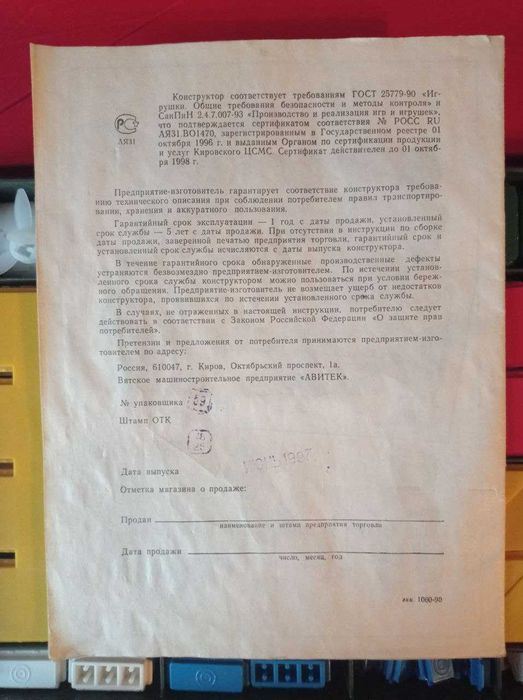 Конструктор соответствует требованиям ГОСТ 25779-90 «Иг-
рушки. Общие требования безопасности и методы контроля» и
СанПиН 2.4.7.007-93 «Производство и реализация игр и игрушек»,
что подтверждается сертификатом соответствия № РОСС RU
АЯ31.ВО1470, зарегистрированным в Государственном реестре 01
октября 1996 г. и выданным Органом по сертификации продукции
и услуг Кировского ЦСМС. Сертификат действителен до 01 октяб-
ря 1998 г.
АЯ31
Предприятие-изготовитель гарантирует соответствие конструктора требова-
нию технического описания при соблюдении потребителем правил транспортиро-
вании, хранения и аккуратного пользования.
Гарантийный срок эксплуатации — 1 год с даты продажи, установленный
срок службы — 5 лет с даты продажи. При отсутствии в инструкции по сборке
даты продажи, заверенной печатью предприятия торговли, гарантийный срок и
установленный срок службы исчисляются с даты выпуска конструктора.
В течение гарантийного срока обнаруженные производственные дефекты
устраняются безвозмездно предприятием-изготовителем. По истечении установ-
ленного срока службы конструктором можно пользоваться при условии береж-
ного обращения. Предприятие-изготовитель не возмещает ущерб от недостатков
конструктора, проявившихся по истечении установленного срока службы.
В случаях, не отраженных в настоящей инструкции, потребителю следует
действовать в соответствии с Законом Российской Федерации «О защите прав
потребителей».
Претензии и предложения от потребителя принимаются предприятием-изго-
товителем по адресу:
Россия, 610047, г. Киров, Октябрьский проспект, 1а.
Вятское машиностроительное предприятие «АВИТЕК».
№ упаковщика
Штамп ОТК
Дата выпуска 1997
Отметка магазина о продаже:
Продан
наименование и штамп предприятия торговли
Дата продажи
число, месяц, год
инв. 1000-90